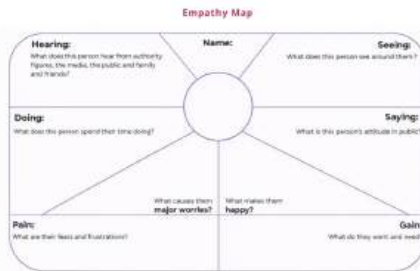 Empathy Map
Hearing:
What does this person hear from authority
figures, the media, the public and family
and friends?
Name:
Seeing:
What does this person see around them?
Doing:
What does this person spend their time doing?
Saying:
What is this person's attitude in public?
What causes them
major worries?
What makes them
happy?
Pain:
What are their fears and frustrations?
Gain
What do they want and need